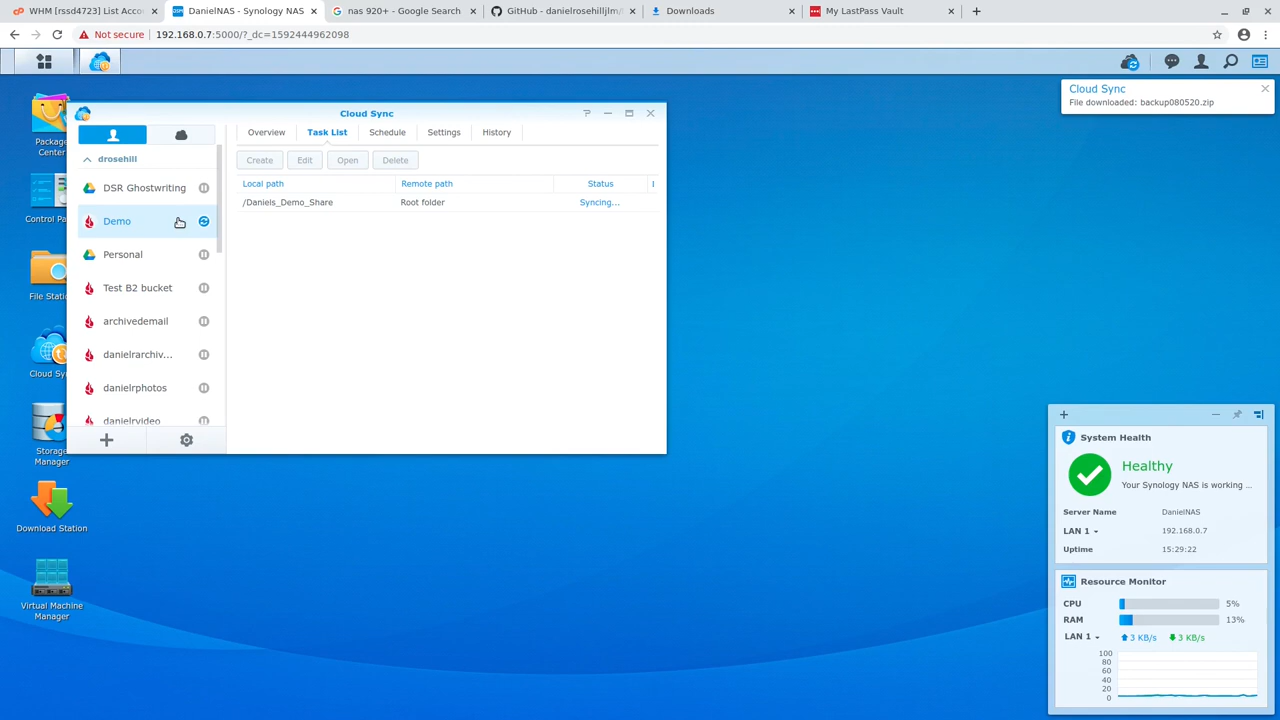 WHM [rssd4723] List Acco
DanielNAS - Synology NAS
nas 920+ - Google Search
GitHub - danielrosehilljlm/
Downloads
My LastPass Vault
Not secure
192.168.0.7:5000/?_dc=1592444962098
Cloud Sync
File downloaded: backup080520.zip
Package
Center
Control Pa
File Statio
Cloud Sy
Storage
Manager
Download Station
Virtual Machine
Manager
Cloud Sync
drosehill
DSR Ghostwriting
Demo
Personal
Test B2 bucket
archivedemail
danielrarchiv...
danielrphotos
danielrvideo
Overview
Task List
Schedule
Settings
History
Create
Edit
Open
Delete
Local path
Remote path
Status
/Daniels_Demo_Share
Root folder
Syncing...
System Health
Healthy
Your Synology NAS is working ...
Server Name
DanielNAS
LAN 1
192.168.0.7
Uptime
15:29:22
Resource Monitor
CPU
5%
RAM
13%
LAN 1
3 KB/s
3 KB/s
100
80
60
40
20
0